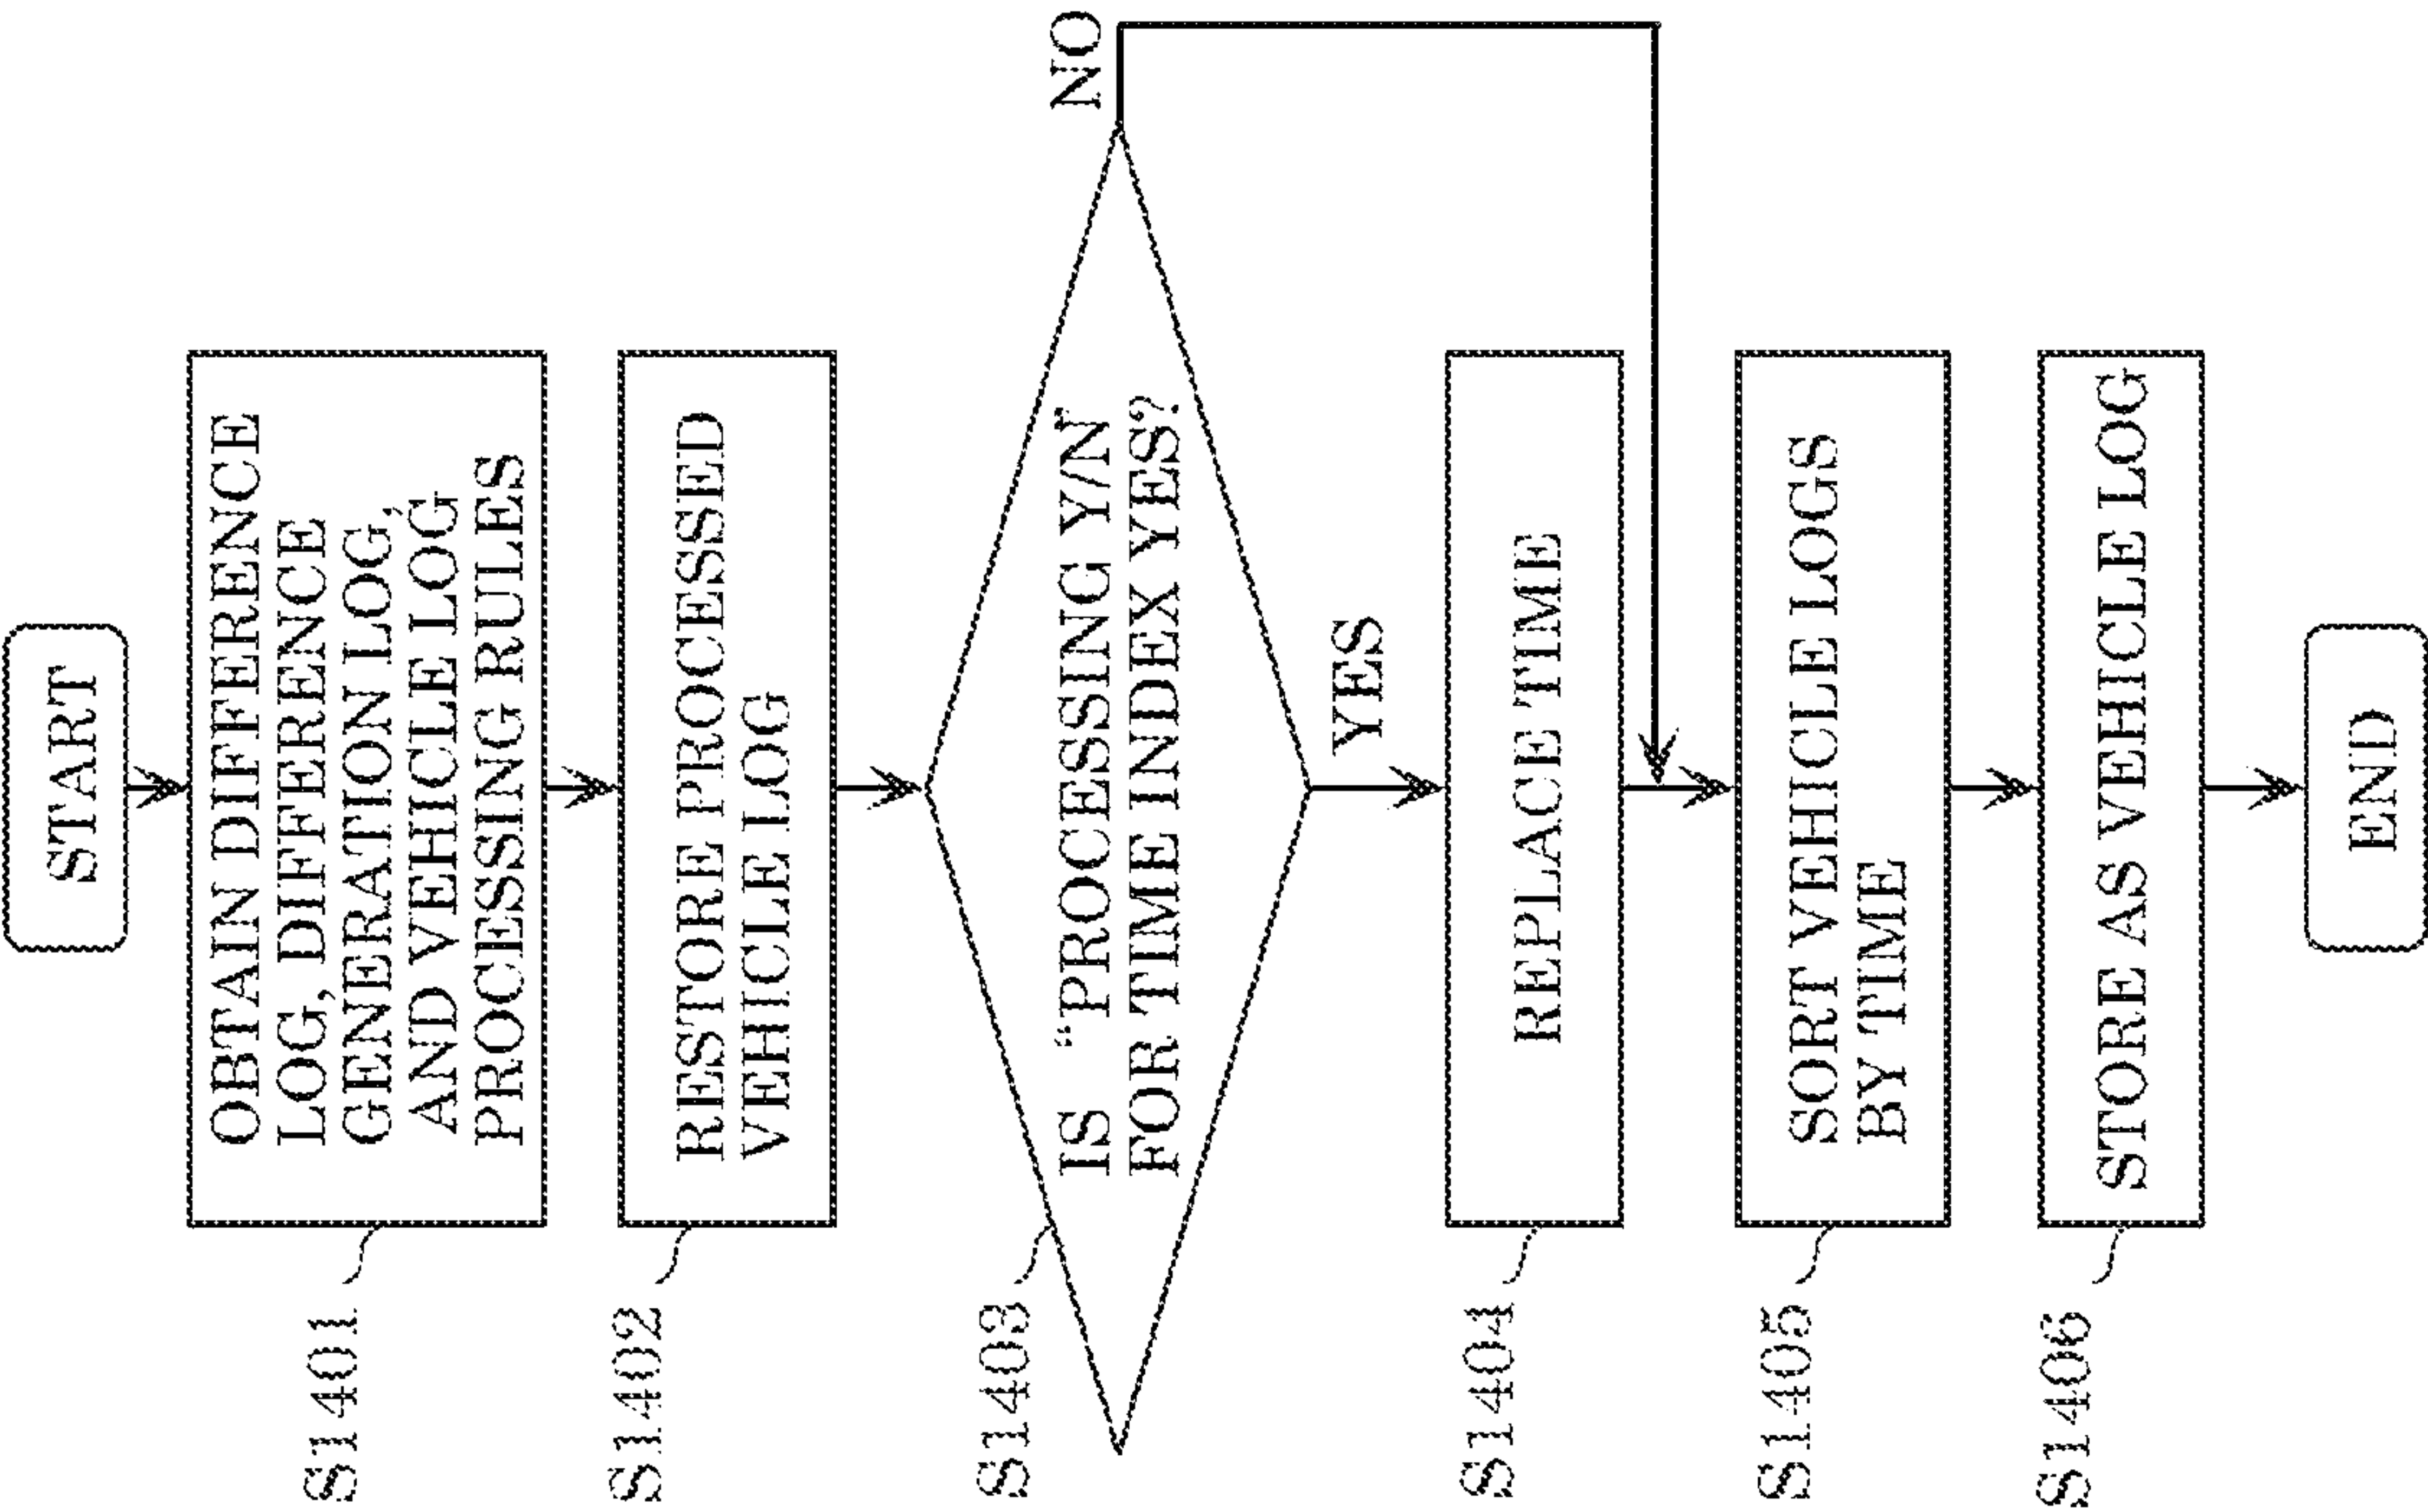 START
S1401
OBTAIN DIFFERENCE
LOG, DIFFERENCE
GENERATION LOG,
AND VEHICLE LOG
PROCESSING RULES
S1402
RESTORE PROCESSED
VEHICLE LOG
S1403
IS “PROCESSING Y/N”
FOR TIME INDEX YES?
NO
YES
S1404
REPLACE TIME
S1405
SORT VEHICLE LOGS
BY TIME
S1406
STORE AS VEHICLE LOG
END